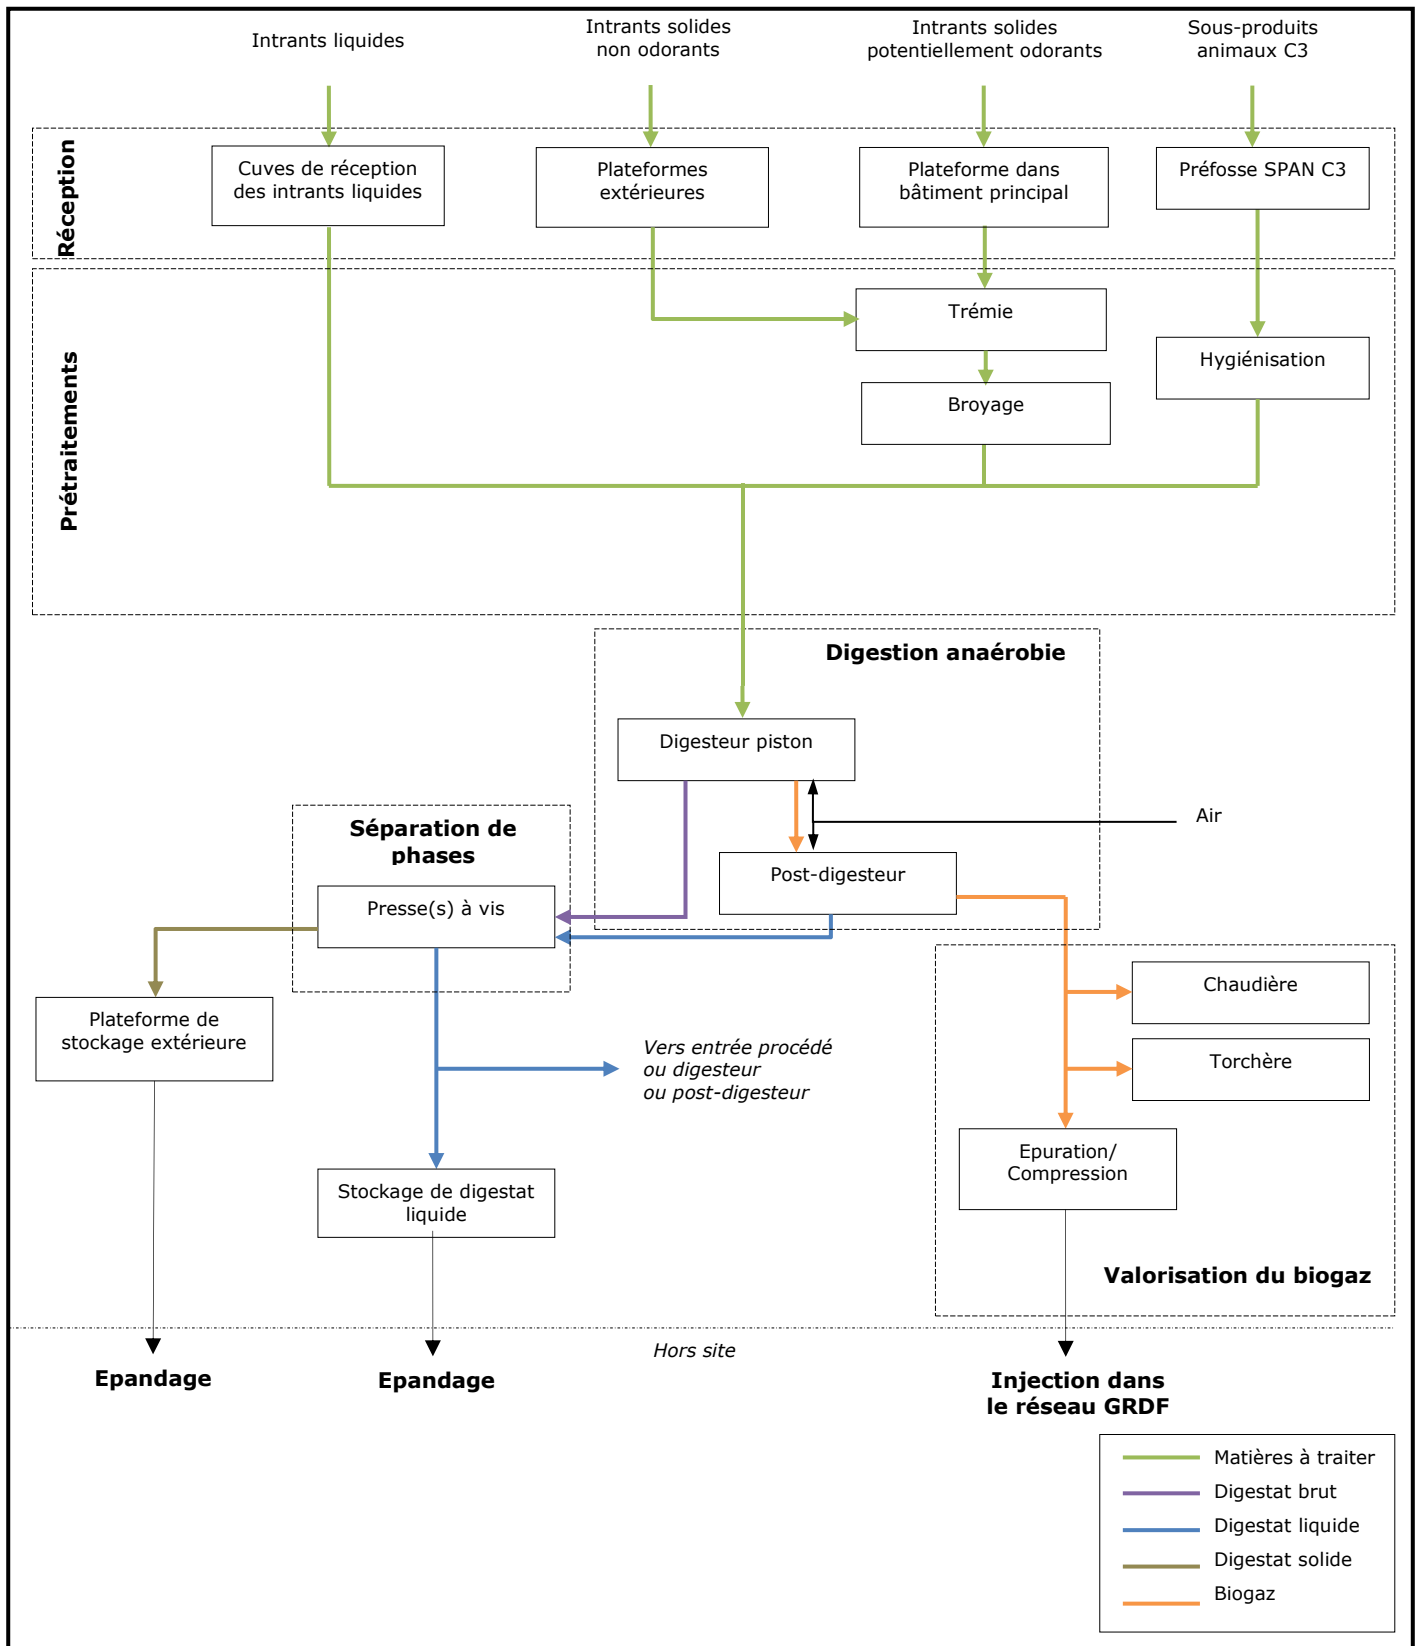 Intrants liquides
Intrants solides
non odorants
Intrants solides
potentiellement odorants
Sous-produits
animaux C3
Réception
Cuves de réception
des intrants liquides
Plateformes
extérieures
Plateforme dans
bâtiment principal
Préfosse SPAN C3
Prétraitements
Trémie
Hygiénisation
Broyage
Digestion anaérobie
Digesteur piston
Air
Séparation de
phases
Post-digesteur
Presse(s) à vis
Chaudière
Plateforme de
stockage extérieure
Vers entrée procédé
ou digesteur
ou post-digesteur
Torchère
Epuration/
Compression
Stockage de digestat
liquide
Valorisation du biogaz
Hors site
Epandage
Epandage
Injection dans
le réseau GRDF
Matières à traiter
Digestat brut
Digestat liquide
Digestat solide
Biogaz